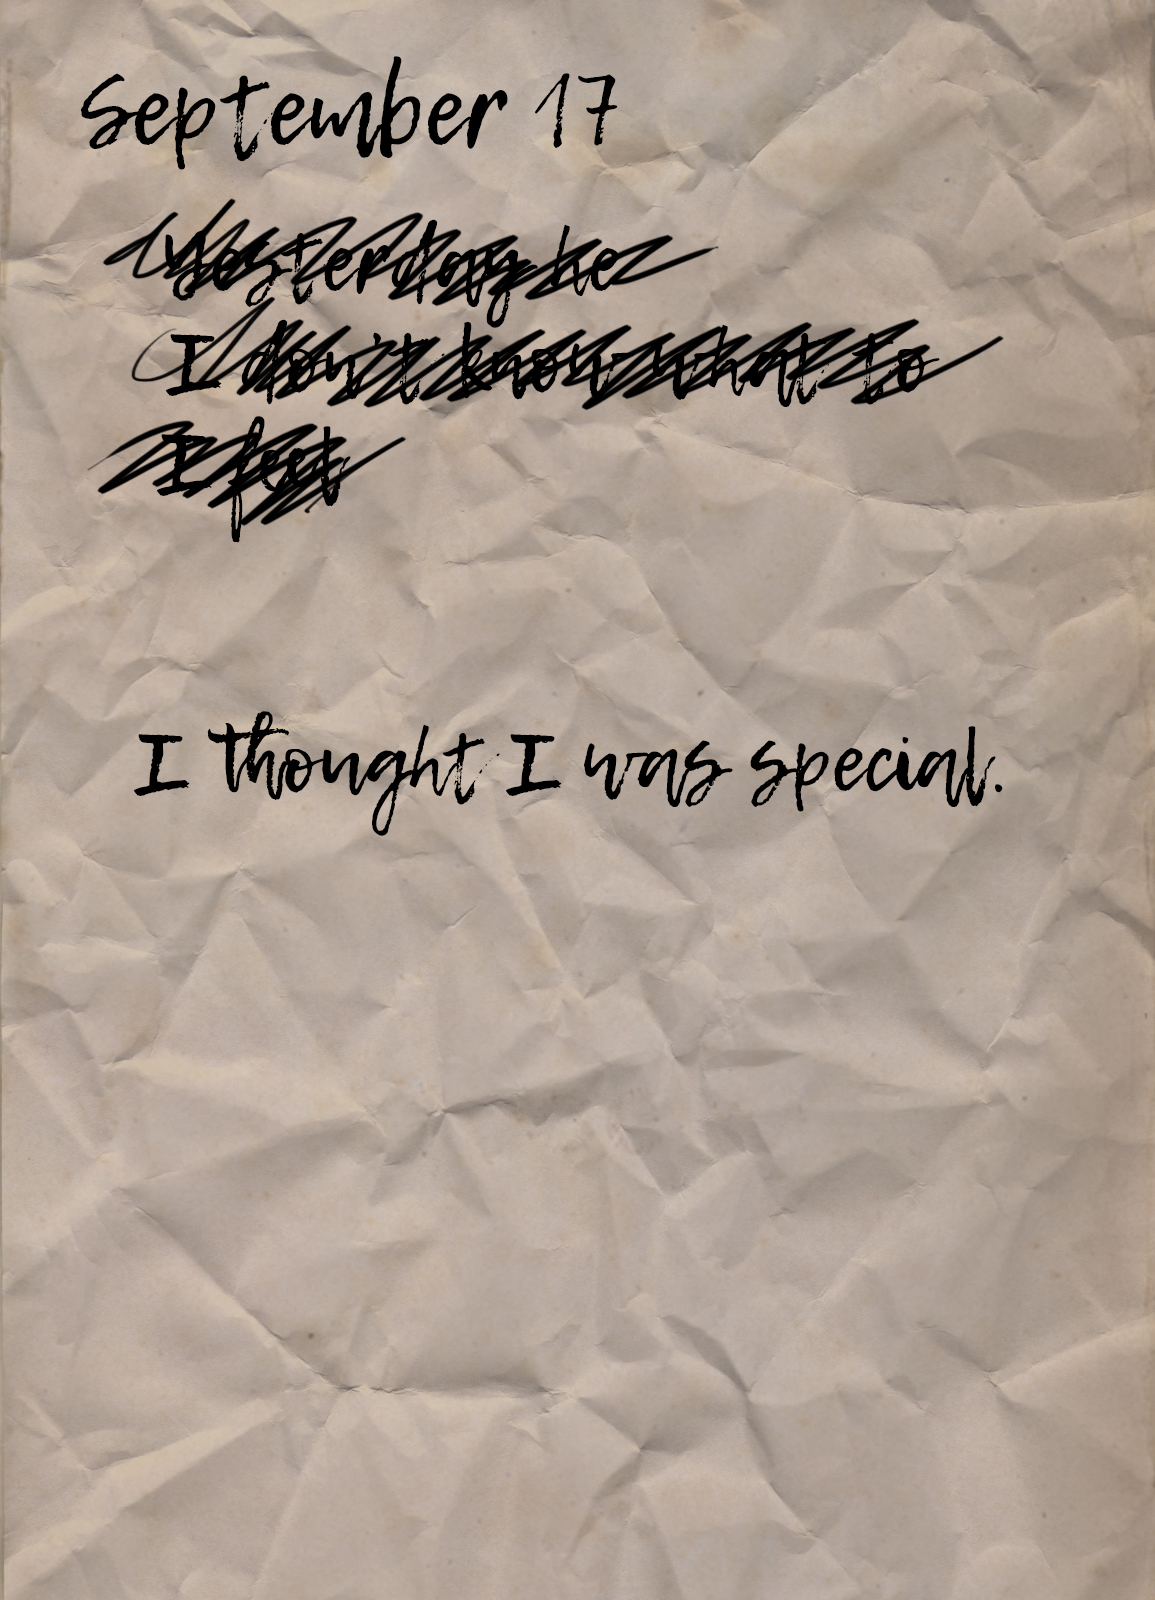 September 17
Yesterday he
I don't know what to
I feel
I thought I was special.